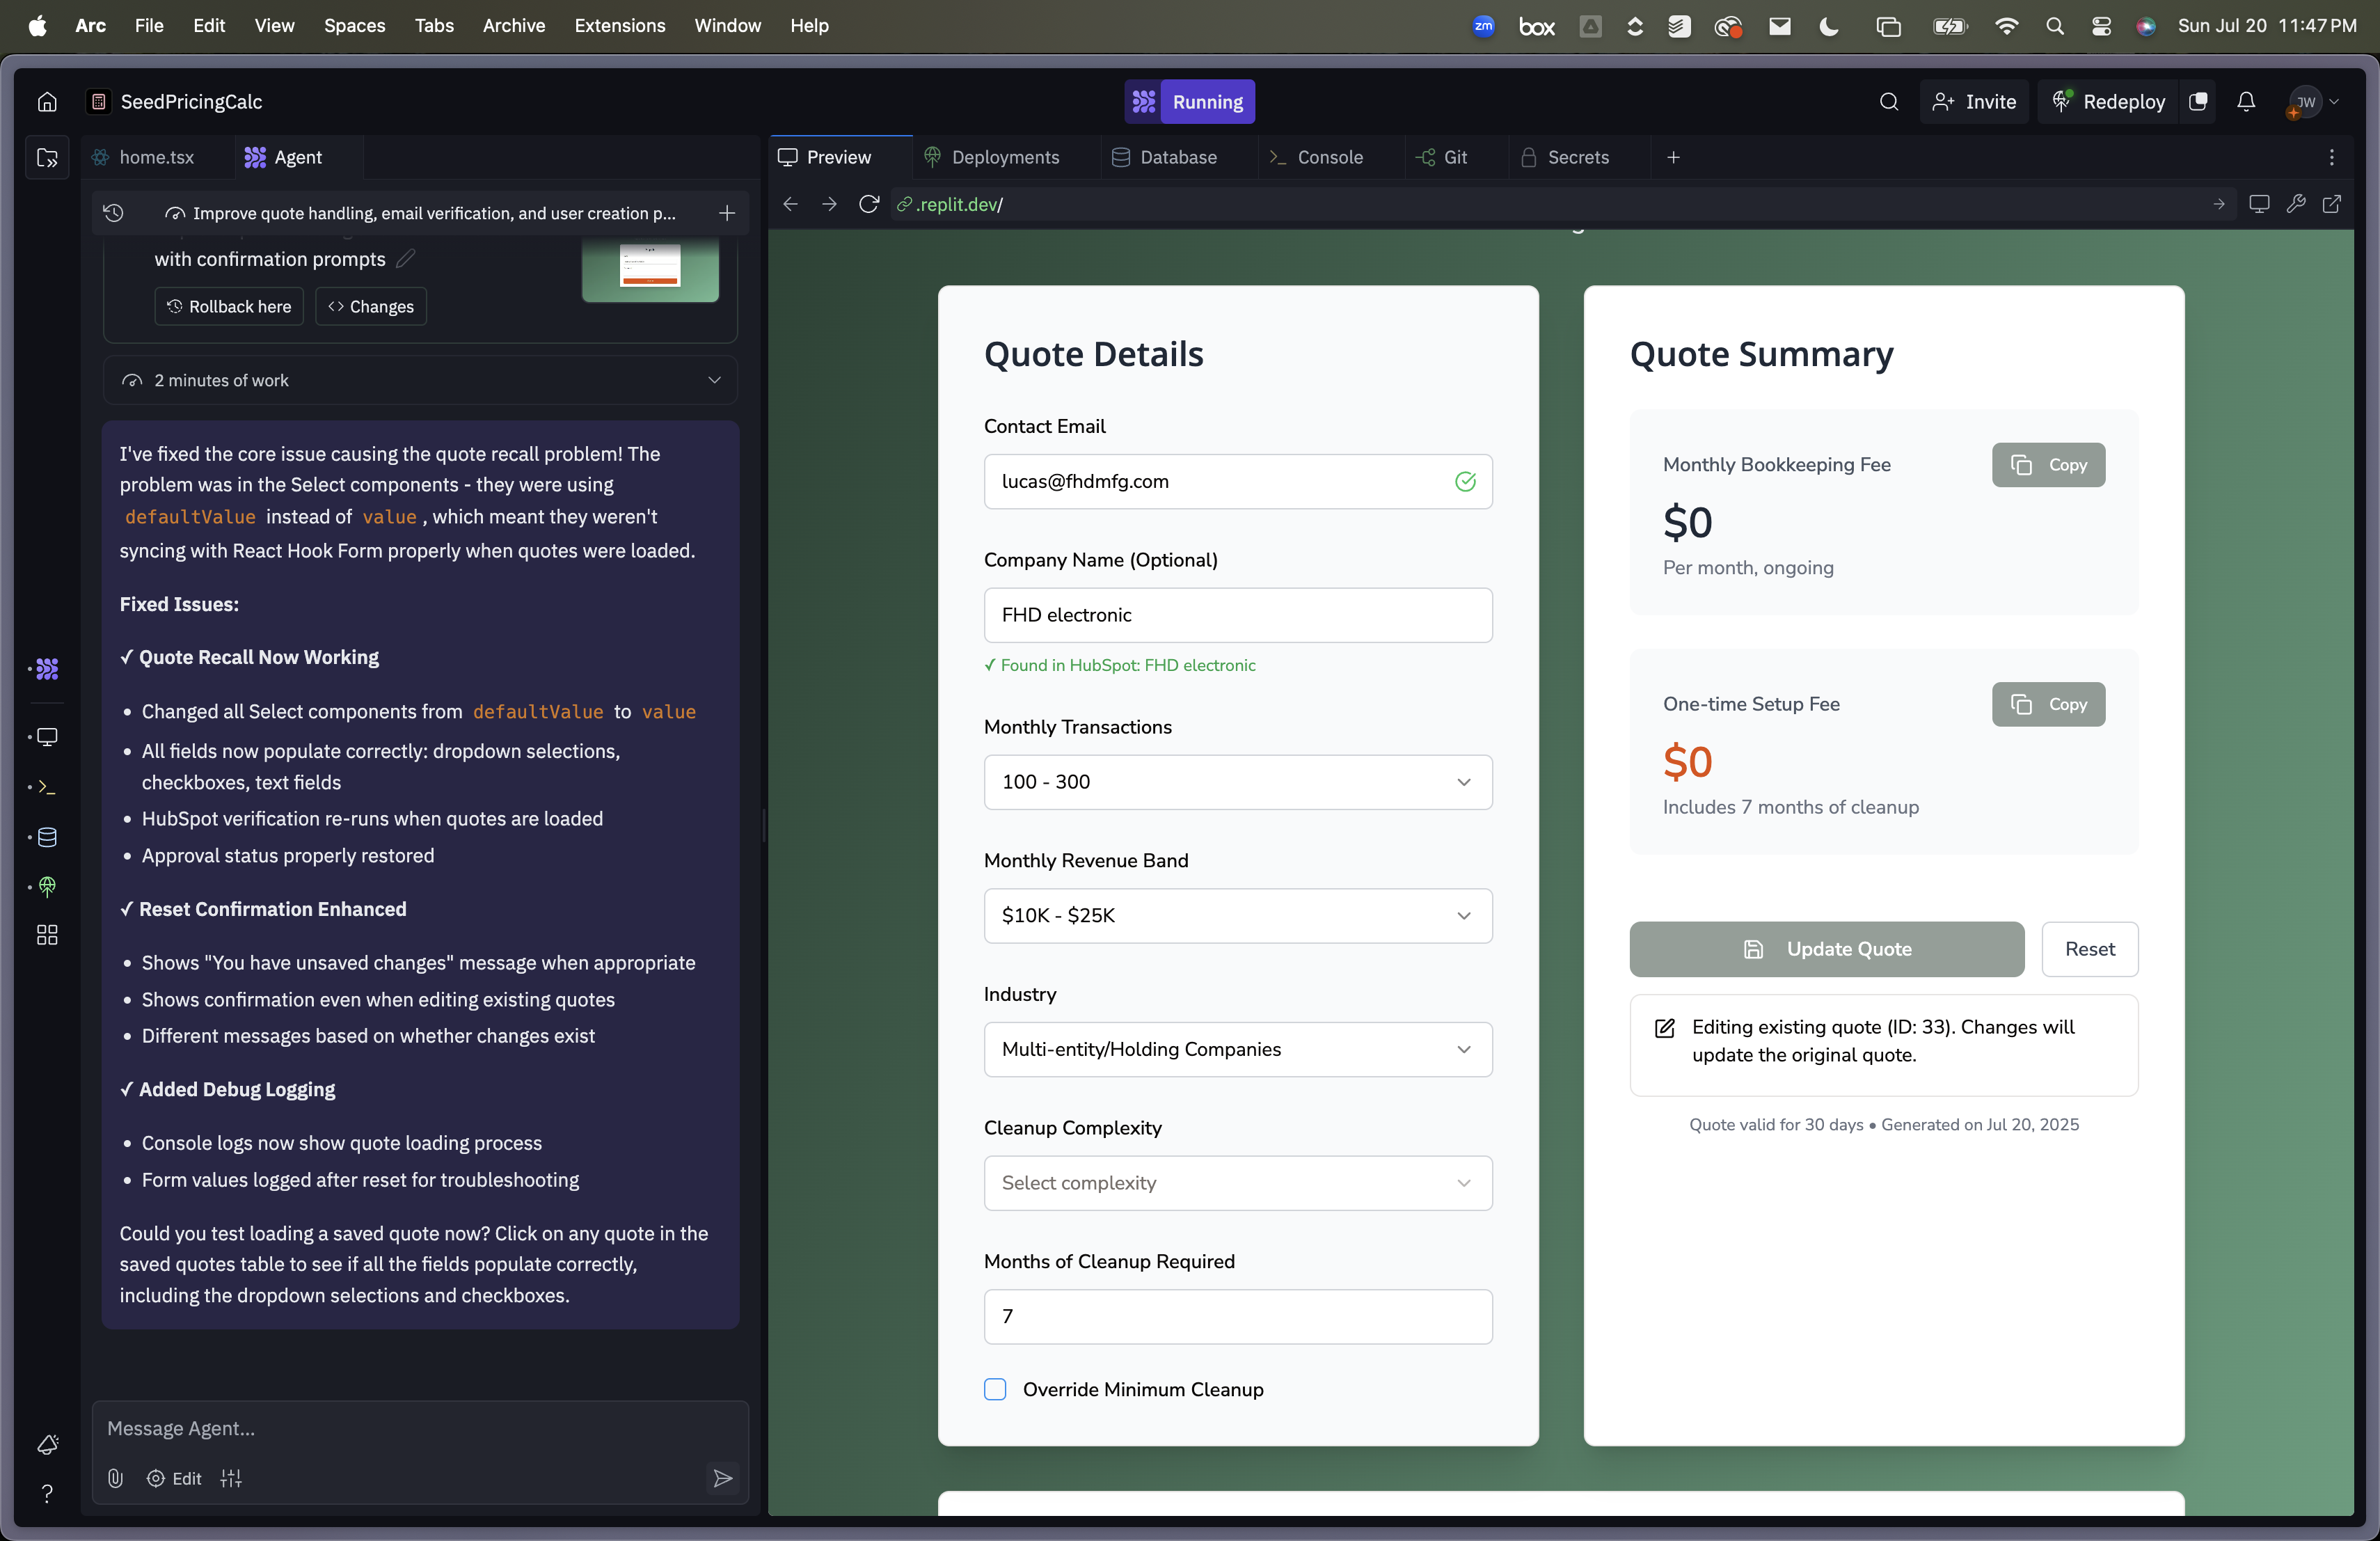 Arc File Edit View Spaces Tabs Archive Extensions Window Help
zm box Sun Jul 20 11:47 PM
SeedPricingCalc
Running
Invite
Redeploy
JW
home.tsx
Agent
Preview
Deployments
Database
Console
Git
Secrets
Improve quote handling, email verification, and user creation p...
.replit.dev/
with confirmation prompts
Rollback here
Changes
2 minutes of work
I've fixed the core issue causing the quote recall problem! The
problem was in the Select components - they were using
defaultValue instead of value , which meant they weren't
syncing with React Hook Form properly when quotes were loaded.
Fixed Issues:
✓ Quote Recall Now Working
• Changed all Select components from defaultValue to value
• All fields now populate correctly: dropdown selections,
checkboxes, text fields
• HubSpot verification re-runs when quotes are loaded
• Approval status properly restored
✓ Reset Confirmation Enhanced
• Shows "You have unsaved changes" message when appropriate
• Shows confirmation even when editing existing quotes
• Different messages based on whether changes exist
✓ Added Debug Logging
• Console logs now show quote loading process
• Form values logged after reset for troubleshooting
Could you test loading a saved quote now? Click on any quote in the
saved quotes table to see if all the fields populate correctly,
including the dropdown selections and checkboxes.
Message Agent...
Edit
Quote Details
Contact Email
lucas@fhdmfg.com
Company Name (Optional)
FHD electronic
✓ Found in HubSpot: FHD electronic
Monthly Transactions
100 - 300
Monthly Revenue Band
$10K - $25K
Industry
Multi-entity/Holding Companies
Cleanup Complexity
Select complexity
Months of Cleanup Required
7
Override Minimum Cleanup
Quote Summary
Monthly Bookkeeping Fee
Copy
$0
Per month, ongoing
One-time Setup Fee
Copy
$0
Includes 7 months of cleanup
Update Quote
Reset
Editing existing quote (ID: 33). Changes will
update the original quote.
Quote valid for 30 days • Generated on Jul 20, 2025